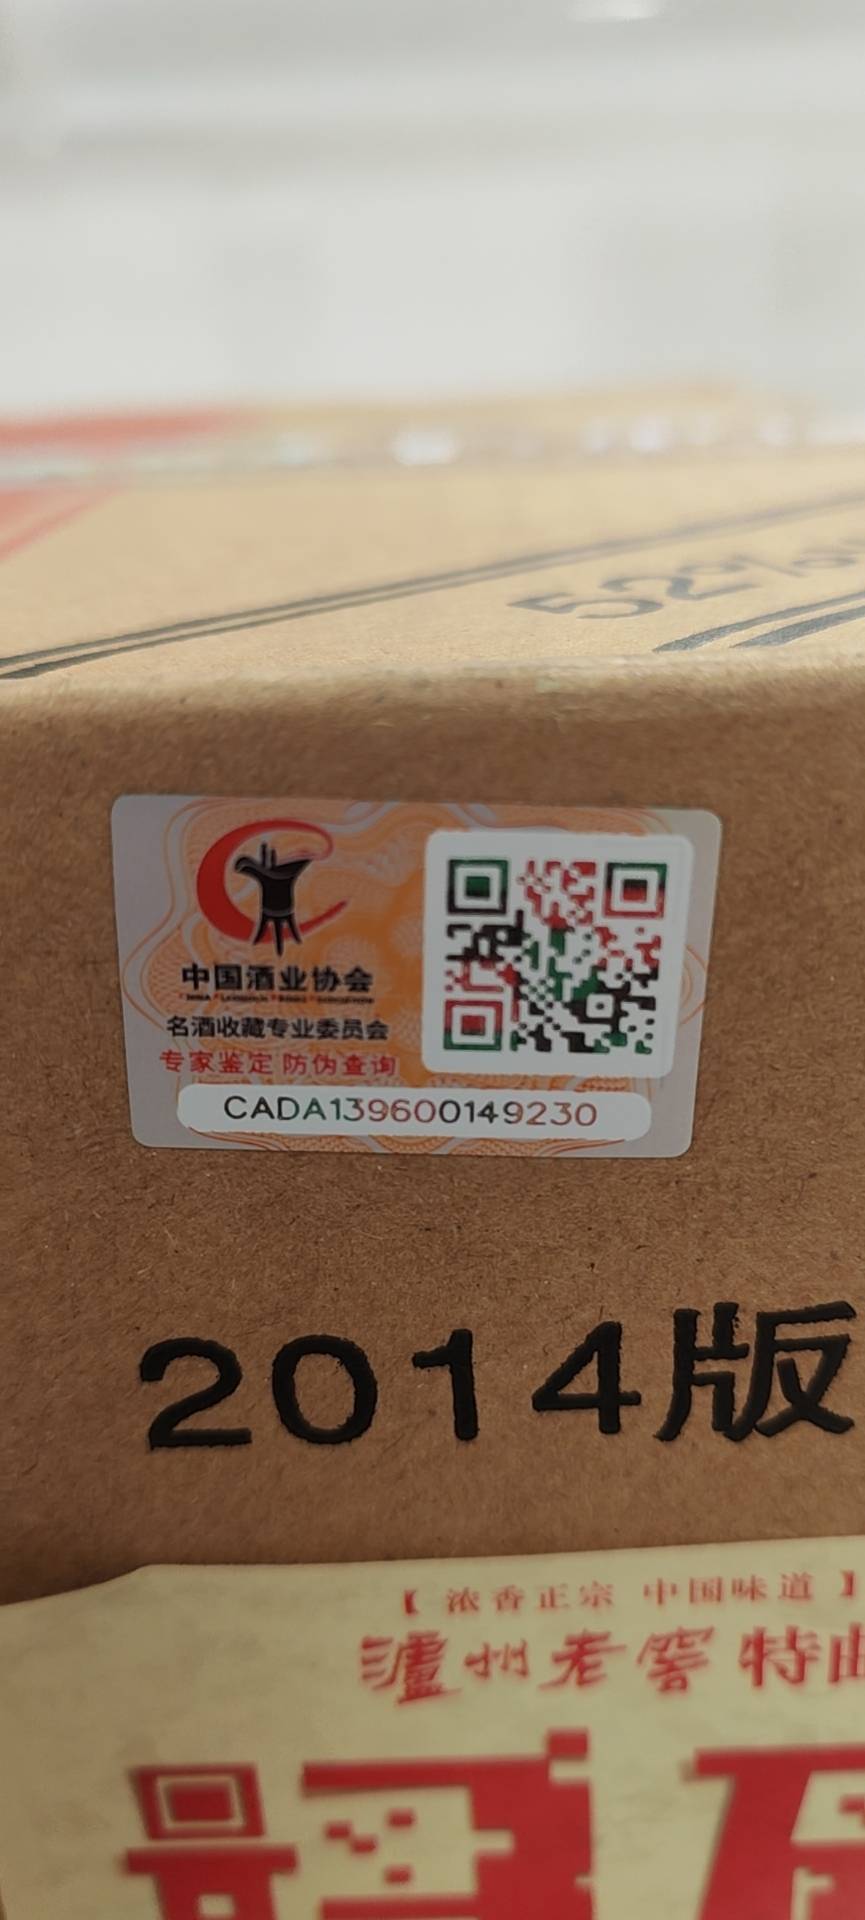 52%
中国酒业协会
名酒收藏专业委员会
专家鉴定 防伪查询
CADA139600149230
2014版
【 浓香正宗 中国味道 】
泸州老窖 特曲